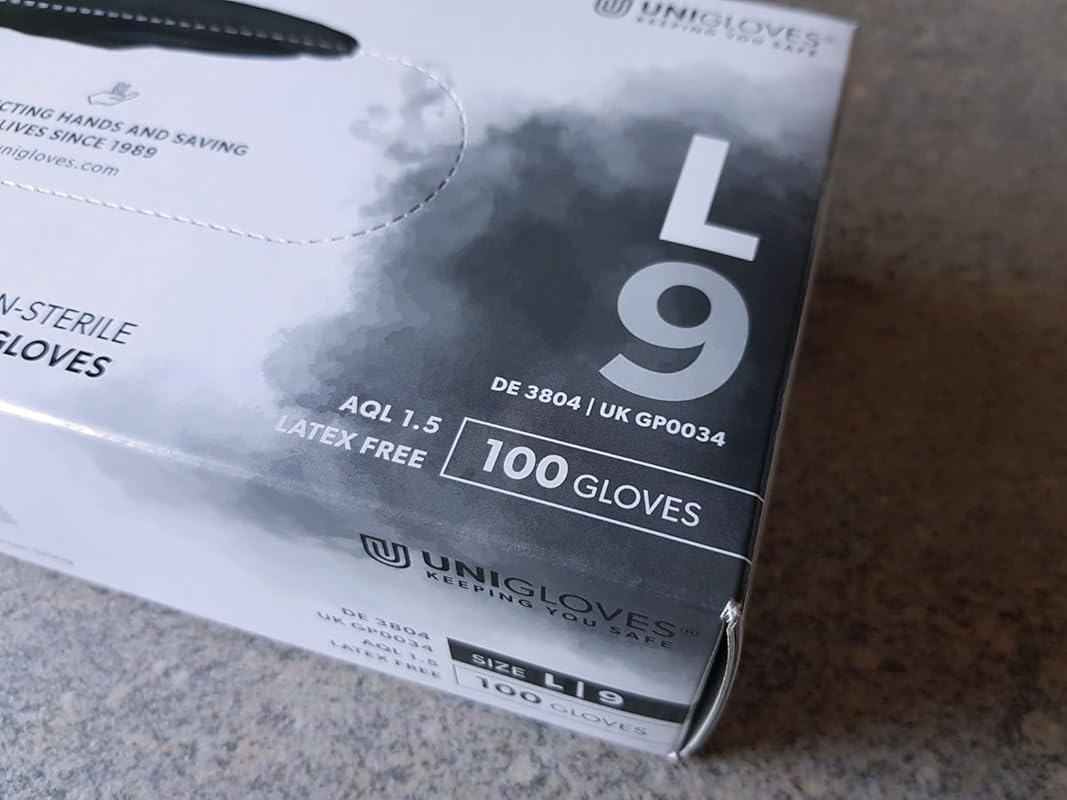 UNIGLOVES®
KEEPING YOU SAFE
CTING HANDS AND SAVING
LIVES SINCE 1989
nigloves.com
L
9
N-STERILE
GLOVES
DE 3804 | UK GP0034
AQL 1.5
LATEX FREE
100 GLOVES
UNIGLOVES®
KEEPING YOU SAFE
DE 3804
UK GP0034
AQL 1.5
LATEX FREE
SIZE L | 9
100 GLOVES